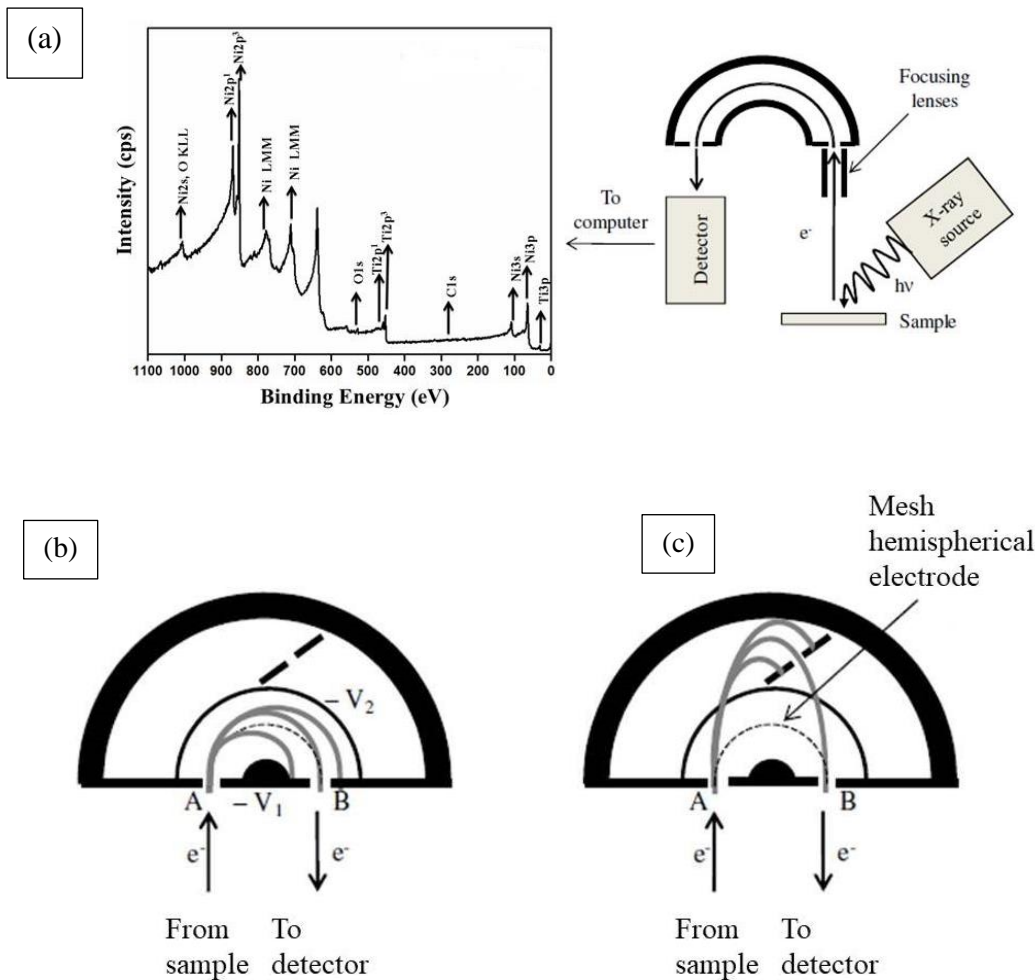 (a)
Intensity (cps)
Ni2s, O KLL
Ni2p¹
Ni2p³
Ni LMM
Ni LMM
O1s
Ti2p¹
Ti2p³
C1s
Ni3s
Ni3p
Ti3p
1100 1000 900 800 700 600 500 400 300 200 100 0
Binding Energy (eV)
Focusing
lenses
To
computer
Detector
e-
X-ray
source
hν
Sample
(b)
– V₂
A
– V₁
B
e-
e-
From
sample
To
detector
(c)
Mesh
hemispherical
electrode
A
B
e-
e-
From
sample
To
detector